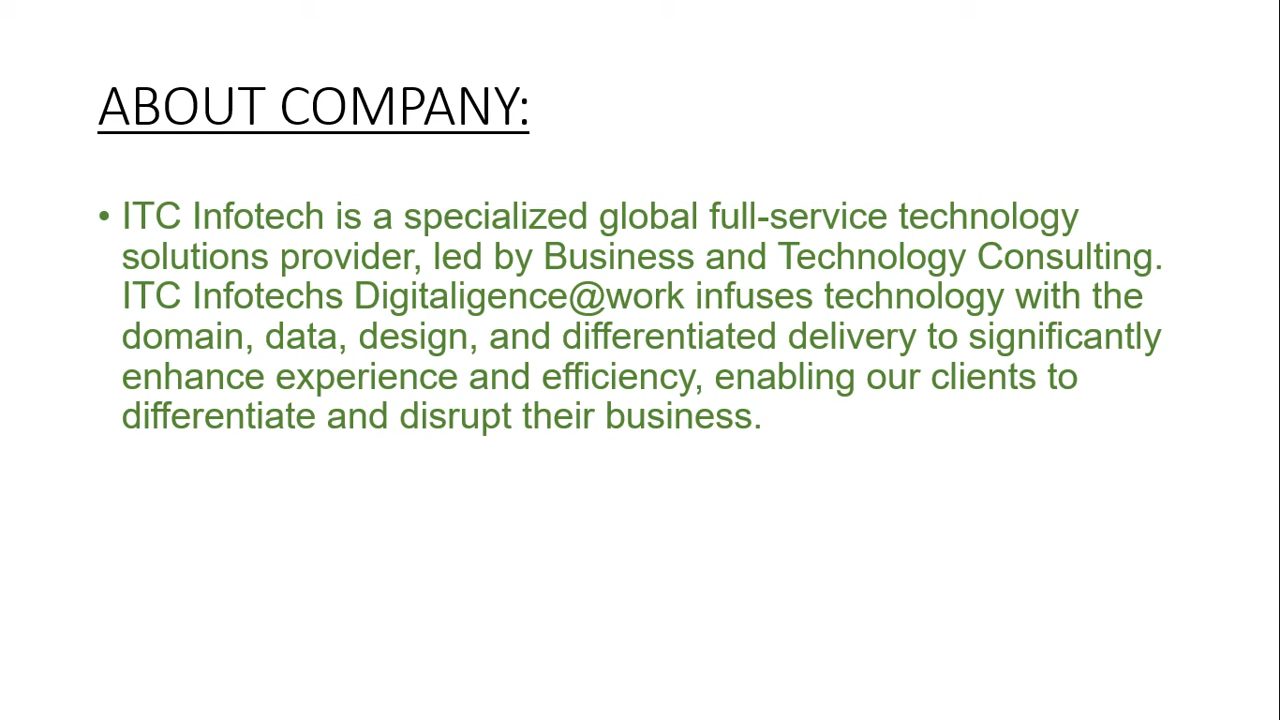 ABOUT COMPANY:
• ITC Infotech is a specialized global full-service technology
solutions provider, led by Business and Technology Consulting.
ITC Infotechs Digitaligence@work infuses technology with the
domain, data, design, and differentiated delivery to significantly
enhance experience and efficiency, enabling our clients to
differentiate and disrupt their business.